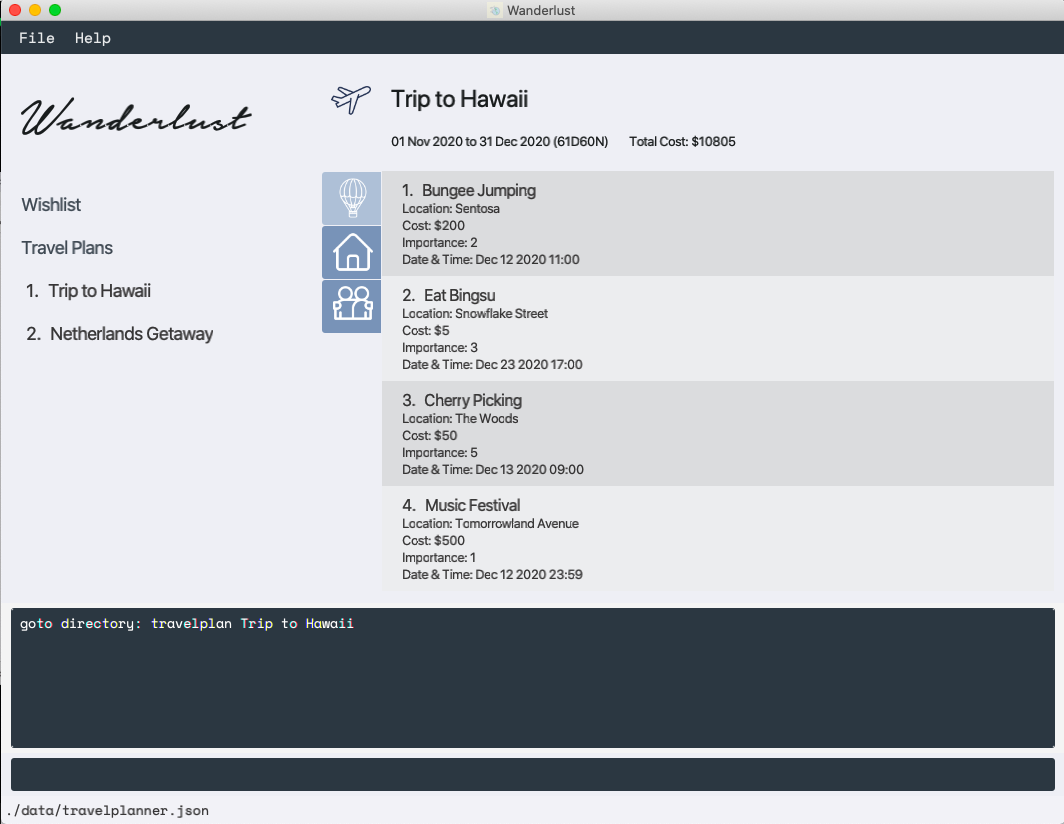 Wanderlust
File Help
Wanderlust
Wishlist
Travel Plans
1. Trip to Hawaii
2. Netherlands Getaway
Trip to Hawaii
01 Nov 2020 to 31 Dec 2020 (61D60N) Total Cost: $10805
1. Bungee Jumping
Location: Sentosa
Cost: $200
Importance: 2
Date & Time: Dec 12 2020 11:00
2. Eat Bingsu
Location: Snowflake Street
Cost: $5
Importance: 3
Date & Time: Dec 23 2020 17:00
3. Cherry Picking
Location: The Woods
Cost: $50
Importance: 5
Date & Time: Dec 13 2020 09:00
4. Music Festival
Location: Tomorrowland Avenue
Cost: $500
Importance: 1
Date & Time: Dec 12 2020 23:59
goto directory: travelplan Trip to Hawaii
./data/travelplanner.json